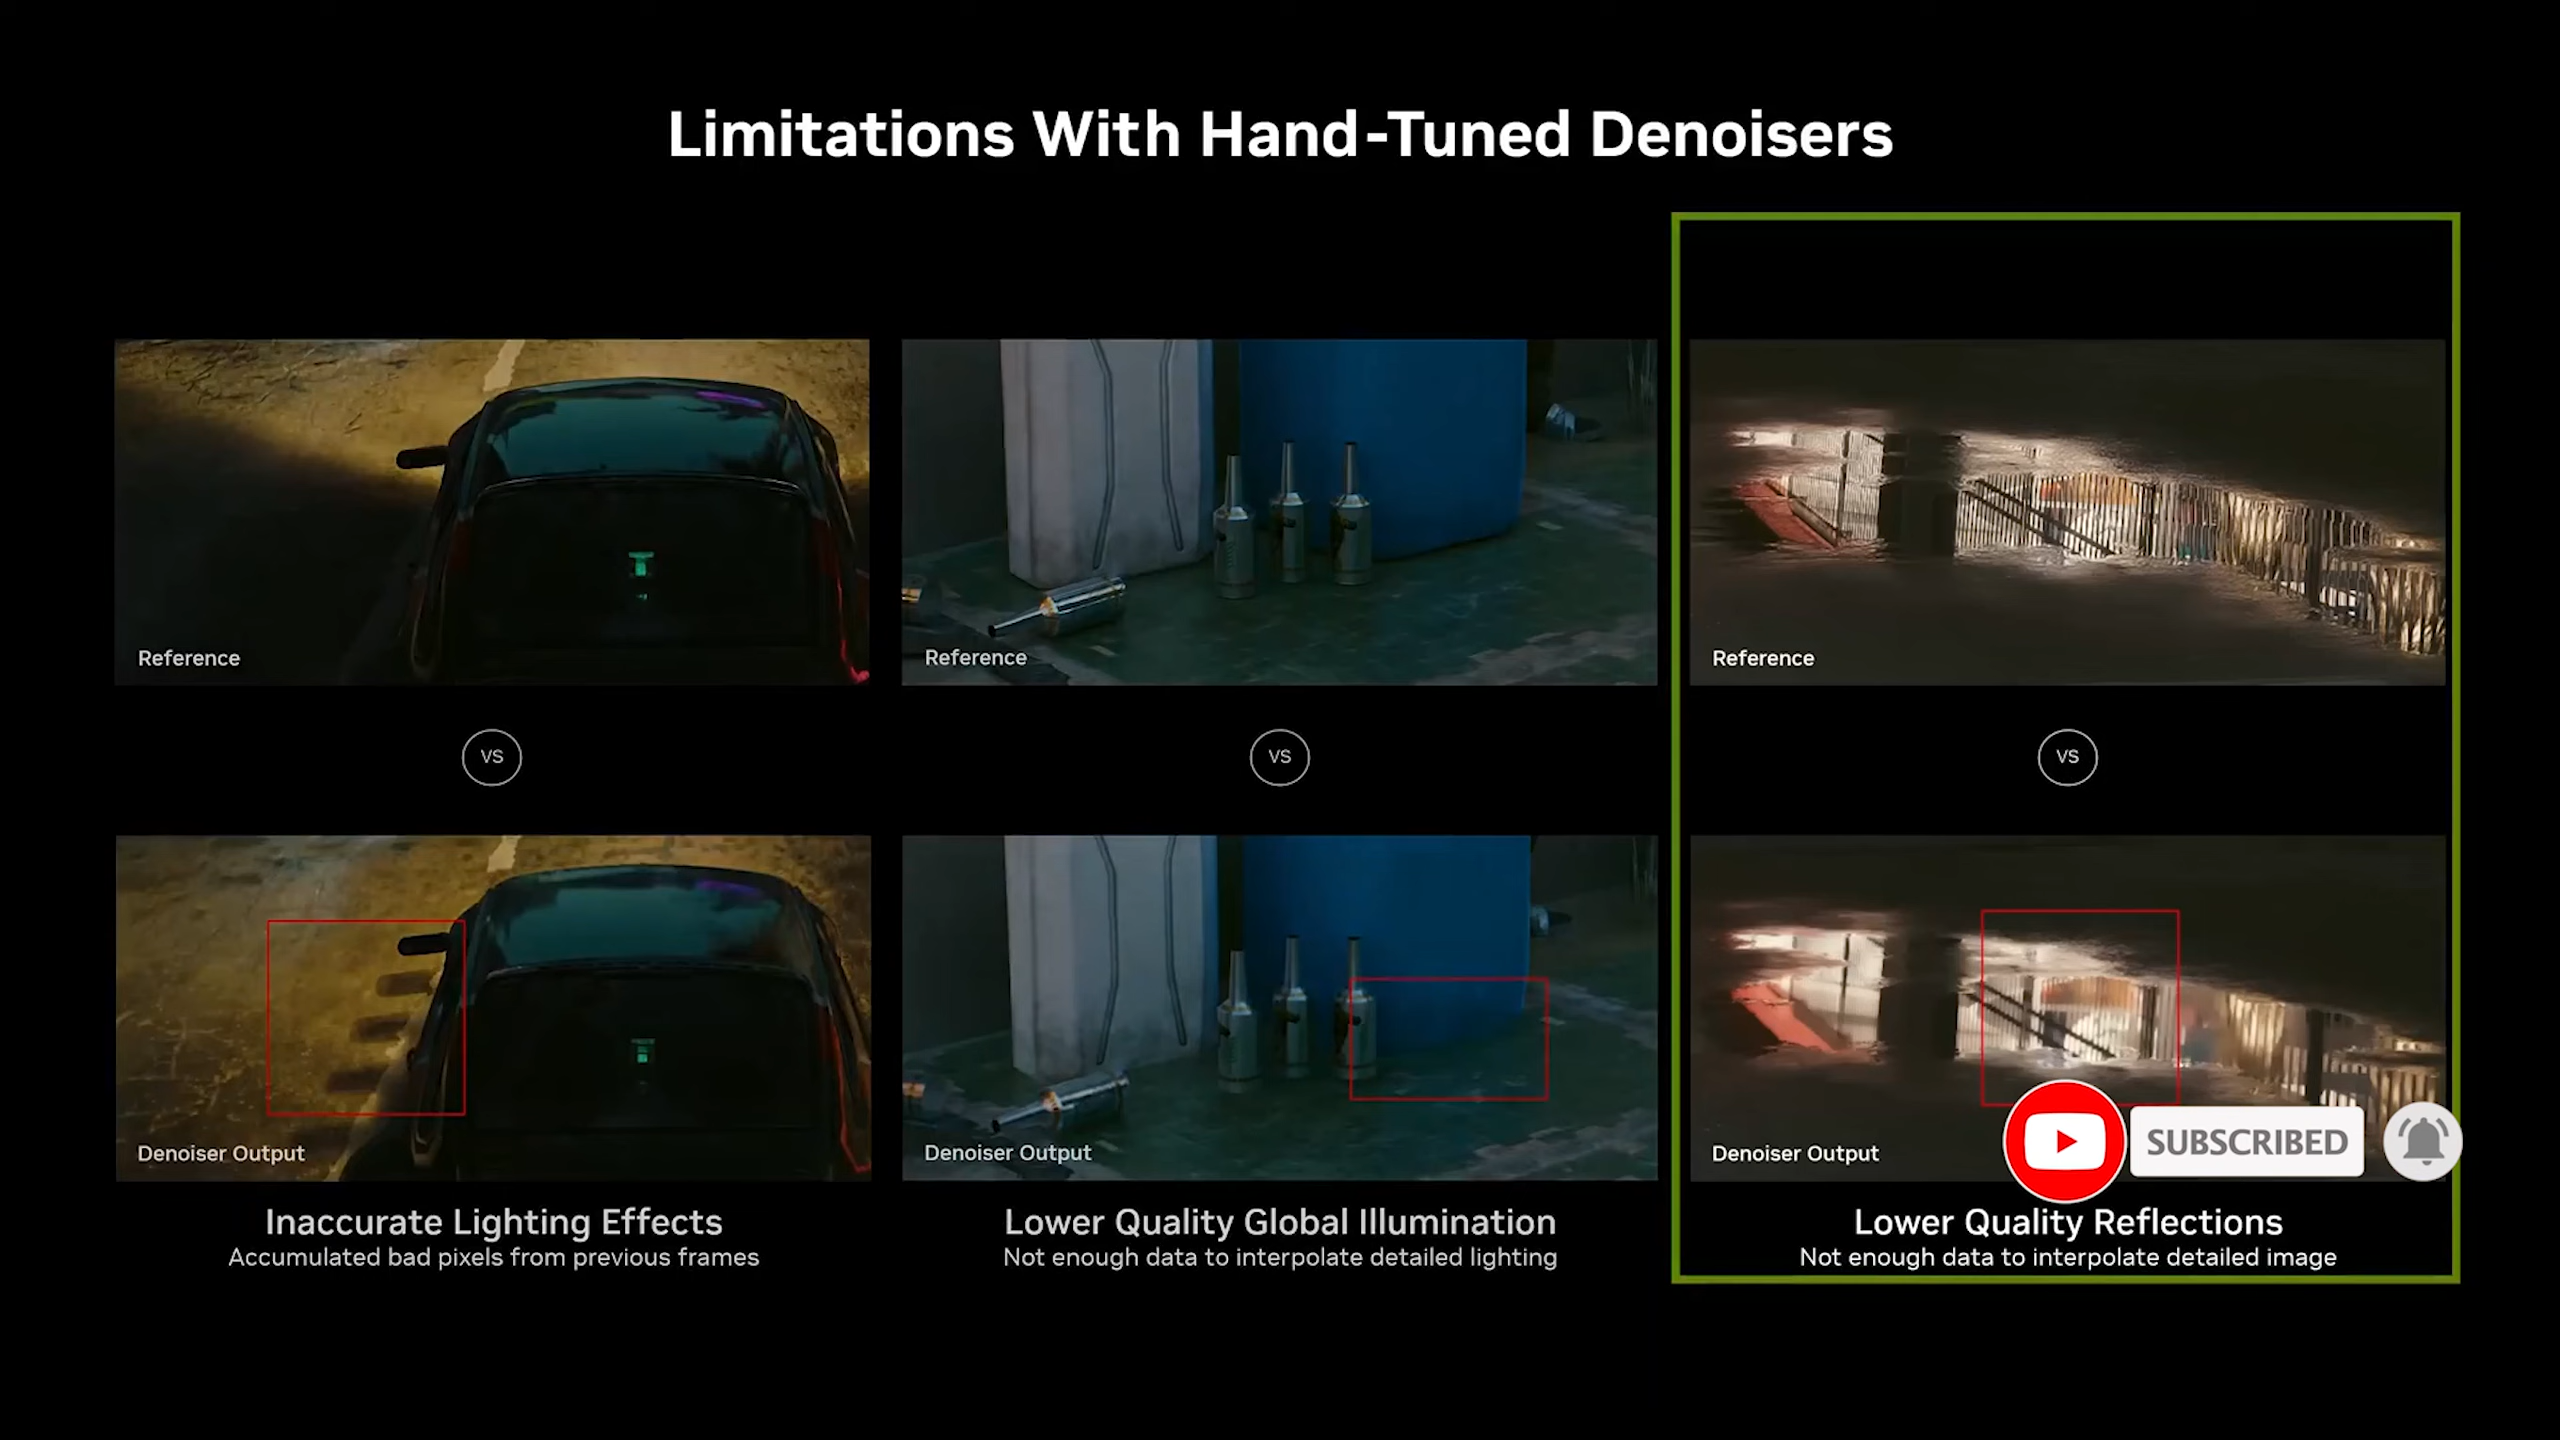 Limitations With Hand-Tuned Denoisers
Reference
Reference
Reference
VS
VS
VS
Denoiser Output
Denoiser Output
Denoiser Output
SUBSCRIBED
Inaccurate Lighting Effects
Accumulated bad pixels from previous frames
Lower Quality Global Illumination
Not enough data to interpolate detailed lighting
Lower Quality Reflections
Not enough data to interpolate detailed image